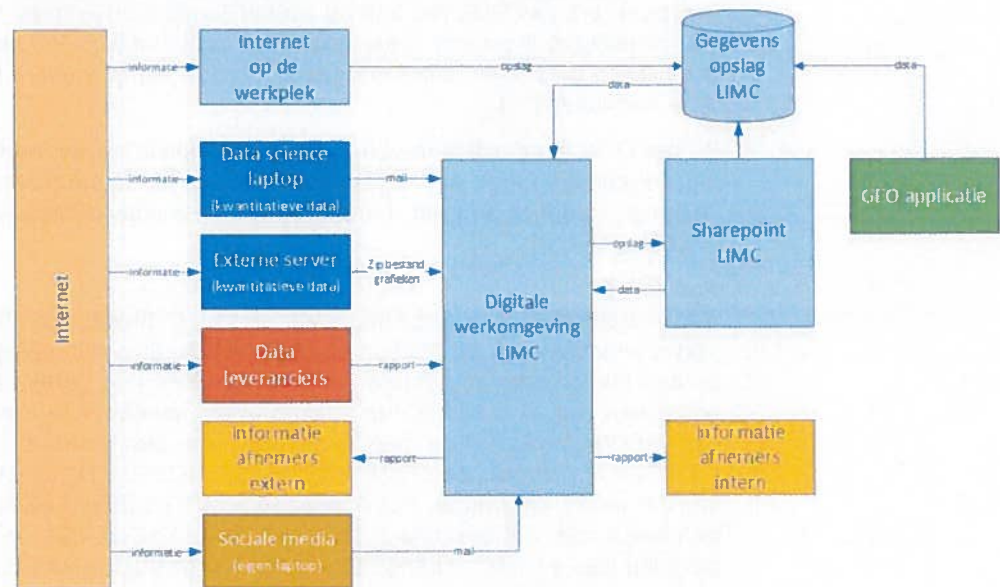 Internet
informatie
Internet
op de
werkplek
opslag
Gegevens
opslag
LIMC
data
data
informatie
Data science
laptop
(kwantitatieve data)
mail
GEO applicatie
opslag
Sharepoint
LIMC
data
informatie
Externe server
(kwantitatieve data)
Zip bestand
grafieken
Digitale
werkomgeving
LIMC
informatie
Data
leveranciers
rapport
Informatie
afnemers
extern
rapport
rapport
Informatie
afnemers
intern
informatie
Sociale media
(eigen laptop)
mail